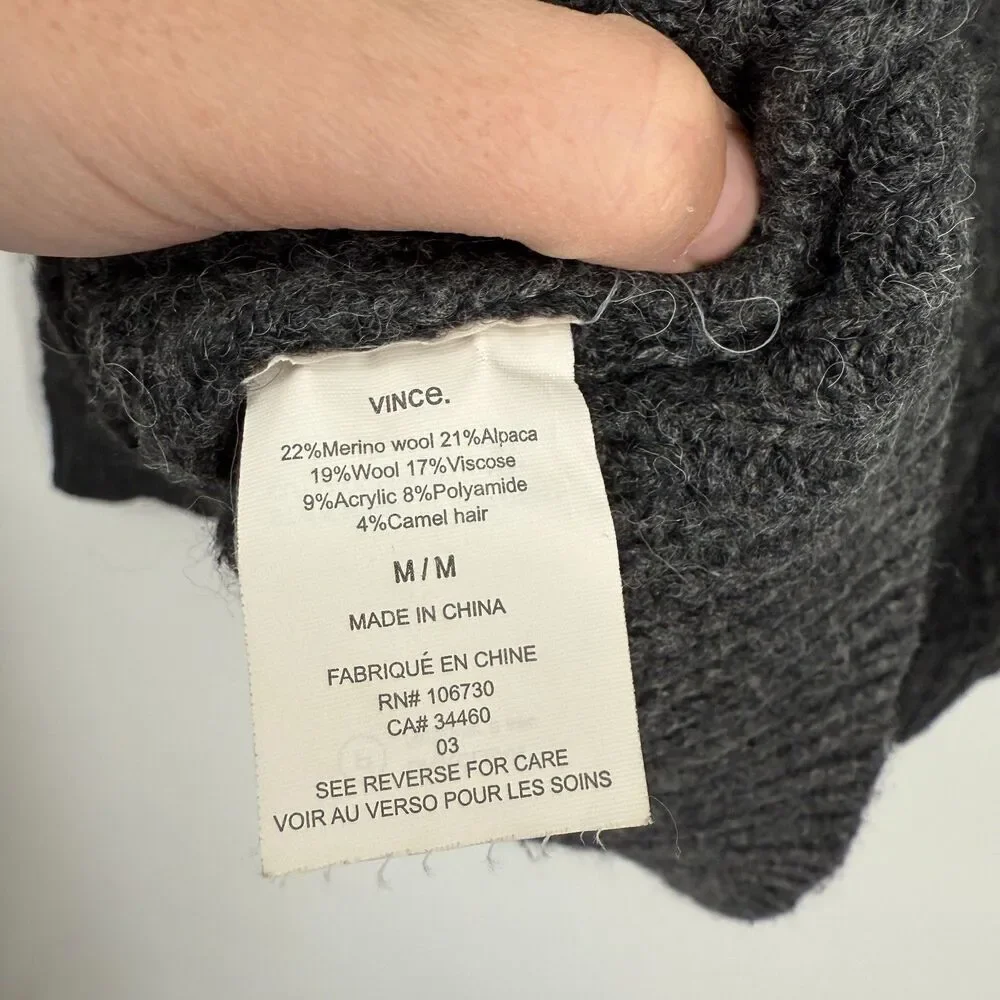 VINCe.
22%Merino wool 21%Alpaca
19%Wool 17%Viscose
9%Acrylic 8%Polyamide
4%Camel hair
M / M
MADE IN CHINA
FABRIQUÉ EN CHINE
RN# 106730
CA# 34460
03
SEE REVERSE FOR CARE
VOIR AU VERSO POUR LES SOINS